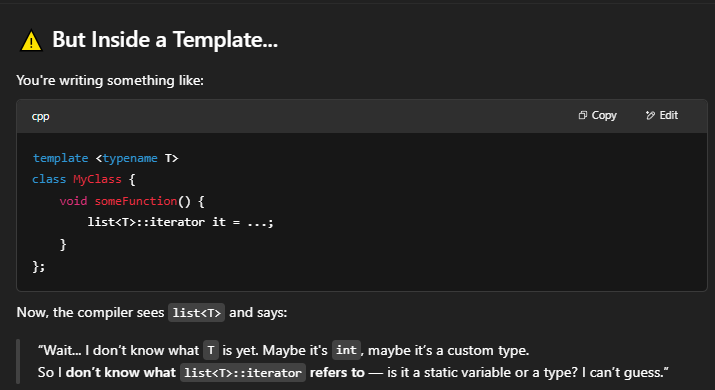 ⚠️ But Inside a Template...
You're writing something like:
cpp
Copy
Edit
template <typename T>
class MyClass {
    void someFunction() {
        list<T>::iterator it = ...;
    }
};
Now, the compiler sees list<T> and says:
“Wait... I don’t know what T is yet. Maybe it's int, maybe it’s a custom type.
So I don’t know what list<T>::iterator refers to — is it a static variable or a type? I can’t guess.”